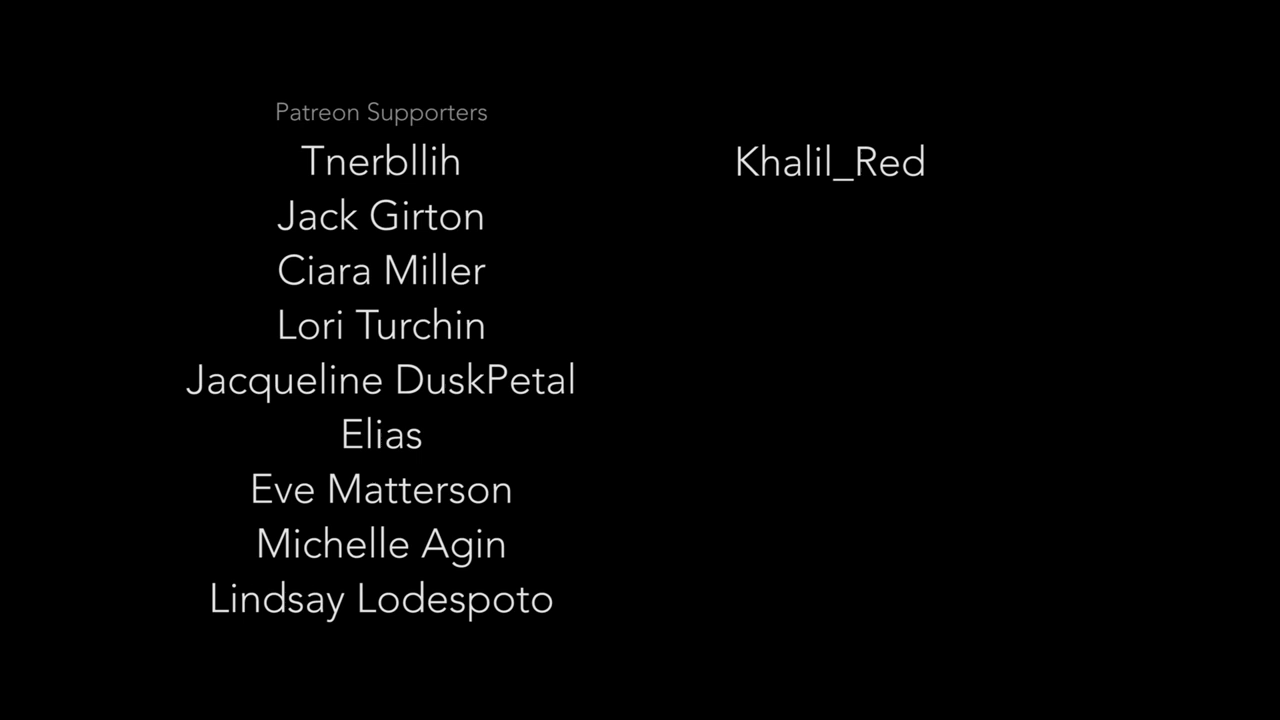 Patreon Supporters
Tnerbllih
Jack Girton
Ciara Miller
Lori Turchin
Jacqueline DuskPetal
Elias
Eve Matterson
Michelle Agin
Lindsay Lodespoto
Khalil_Red